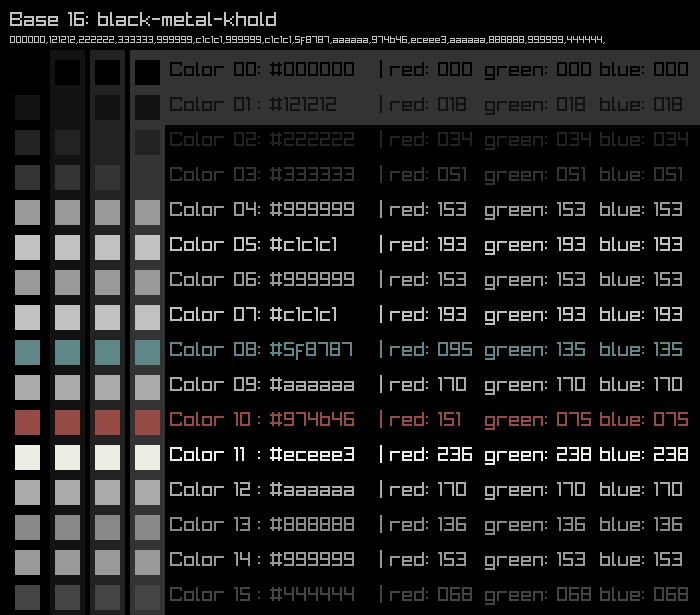 Base 16: black-metal-khold
000000,121212,222222,333333,999999,c1c1c1,999999,c1c1c1,5f8787,aaaaaa,974b46,eceee3,aaaaaa,888888,999999,444444,
Color 00: #000000 | red: 000 green: 000 blue: 000
Color 01 : #121212 | red: 018 green: 018 blue: 018
Color 02: #222222 | red: 034 green: 034 blue: 034
Color 03: #333333 | red: 051 green: 051 blue: 051
Color 04: #999999 | red: 153 green: 153 blue: 153
Color 05: #c1c1c1 | red: 193 green: 193 blue: 193
Color 06: #999999 | red: 153 green: 153 blue: 153
Color 07: #c1c1c1 | red: 193 green: 193 blue: 193
Color 08: #5f8787 | red: 095 green: 135 blue: 135
Color 09: #aaaaaa | red: 170 green: 170 blue: 170
Color 10 : #974b46 | red: 151 green: 075 blue: 075
Color 11 : #eceee3 | red: 236 green: 238 blue: 238
Color 12 : #aaaaaa | red: 170 green: 170 blue: 170
Color 13 : #888888 | red: 136 green: 136 blue: 136
Color 14 : #999999 | red: 153 green: 153 blue: 153
Color 15 : #444444 | red: 068 green: 068 blue: 068